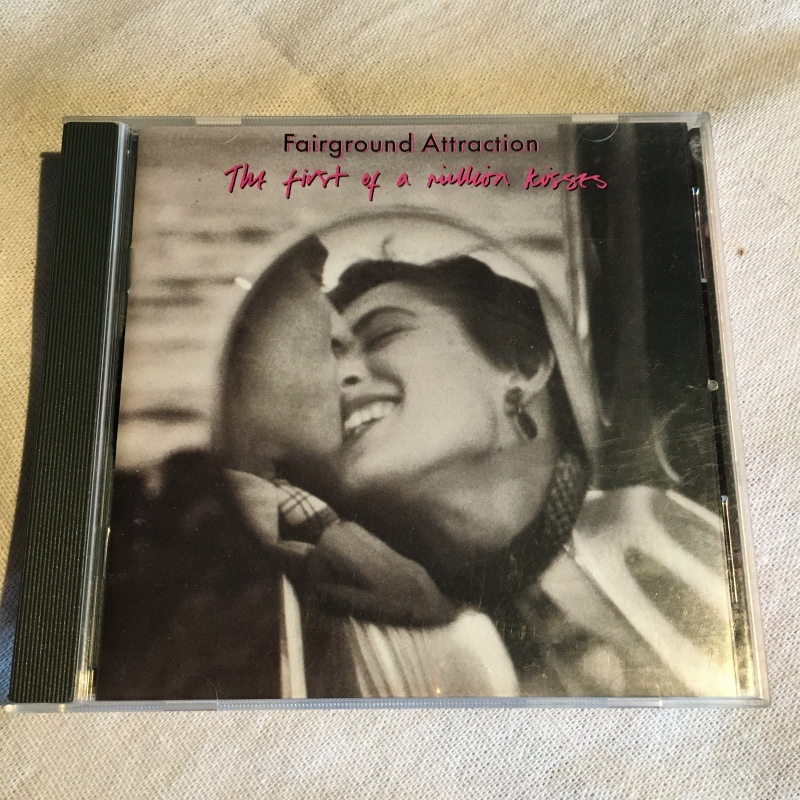 Fairground Attraction
The first of a million kisses